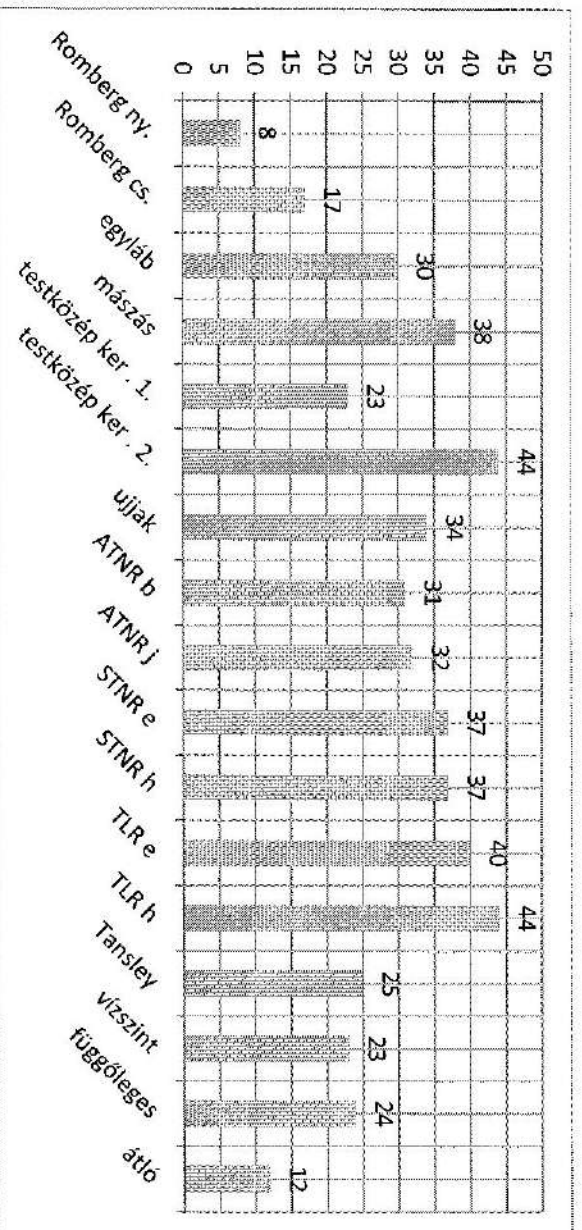 50
45
40
35
30
25
20
15
10
5
0
8
17
30
38
23
44
34
31
32
37
37
40
44
25
23
24
12
Romberg ny.
Romberg cs.
egyláb
mászás
testközép ker . 1.
testközép ker . 2.
ujjak
ATNR b
ATNR j
STNR e
STNR h
TLR e
TLR h
Tansley
vízszint
függőleges
átló